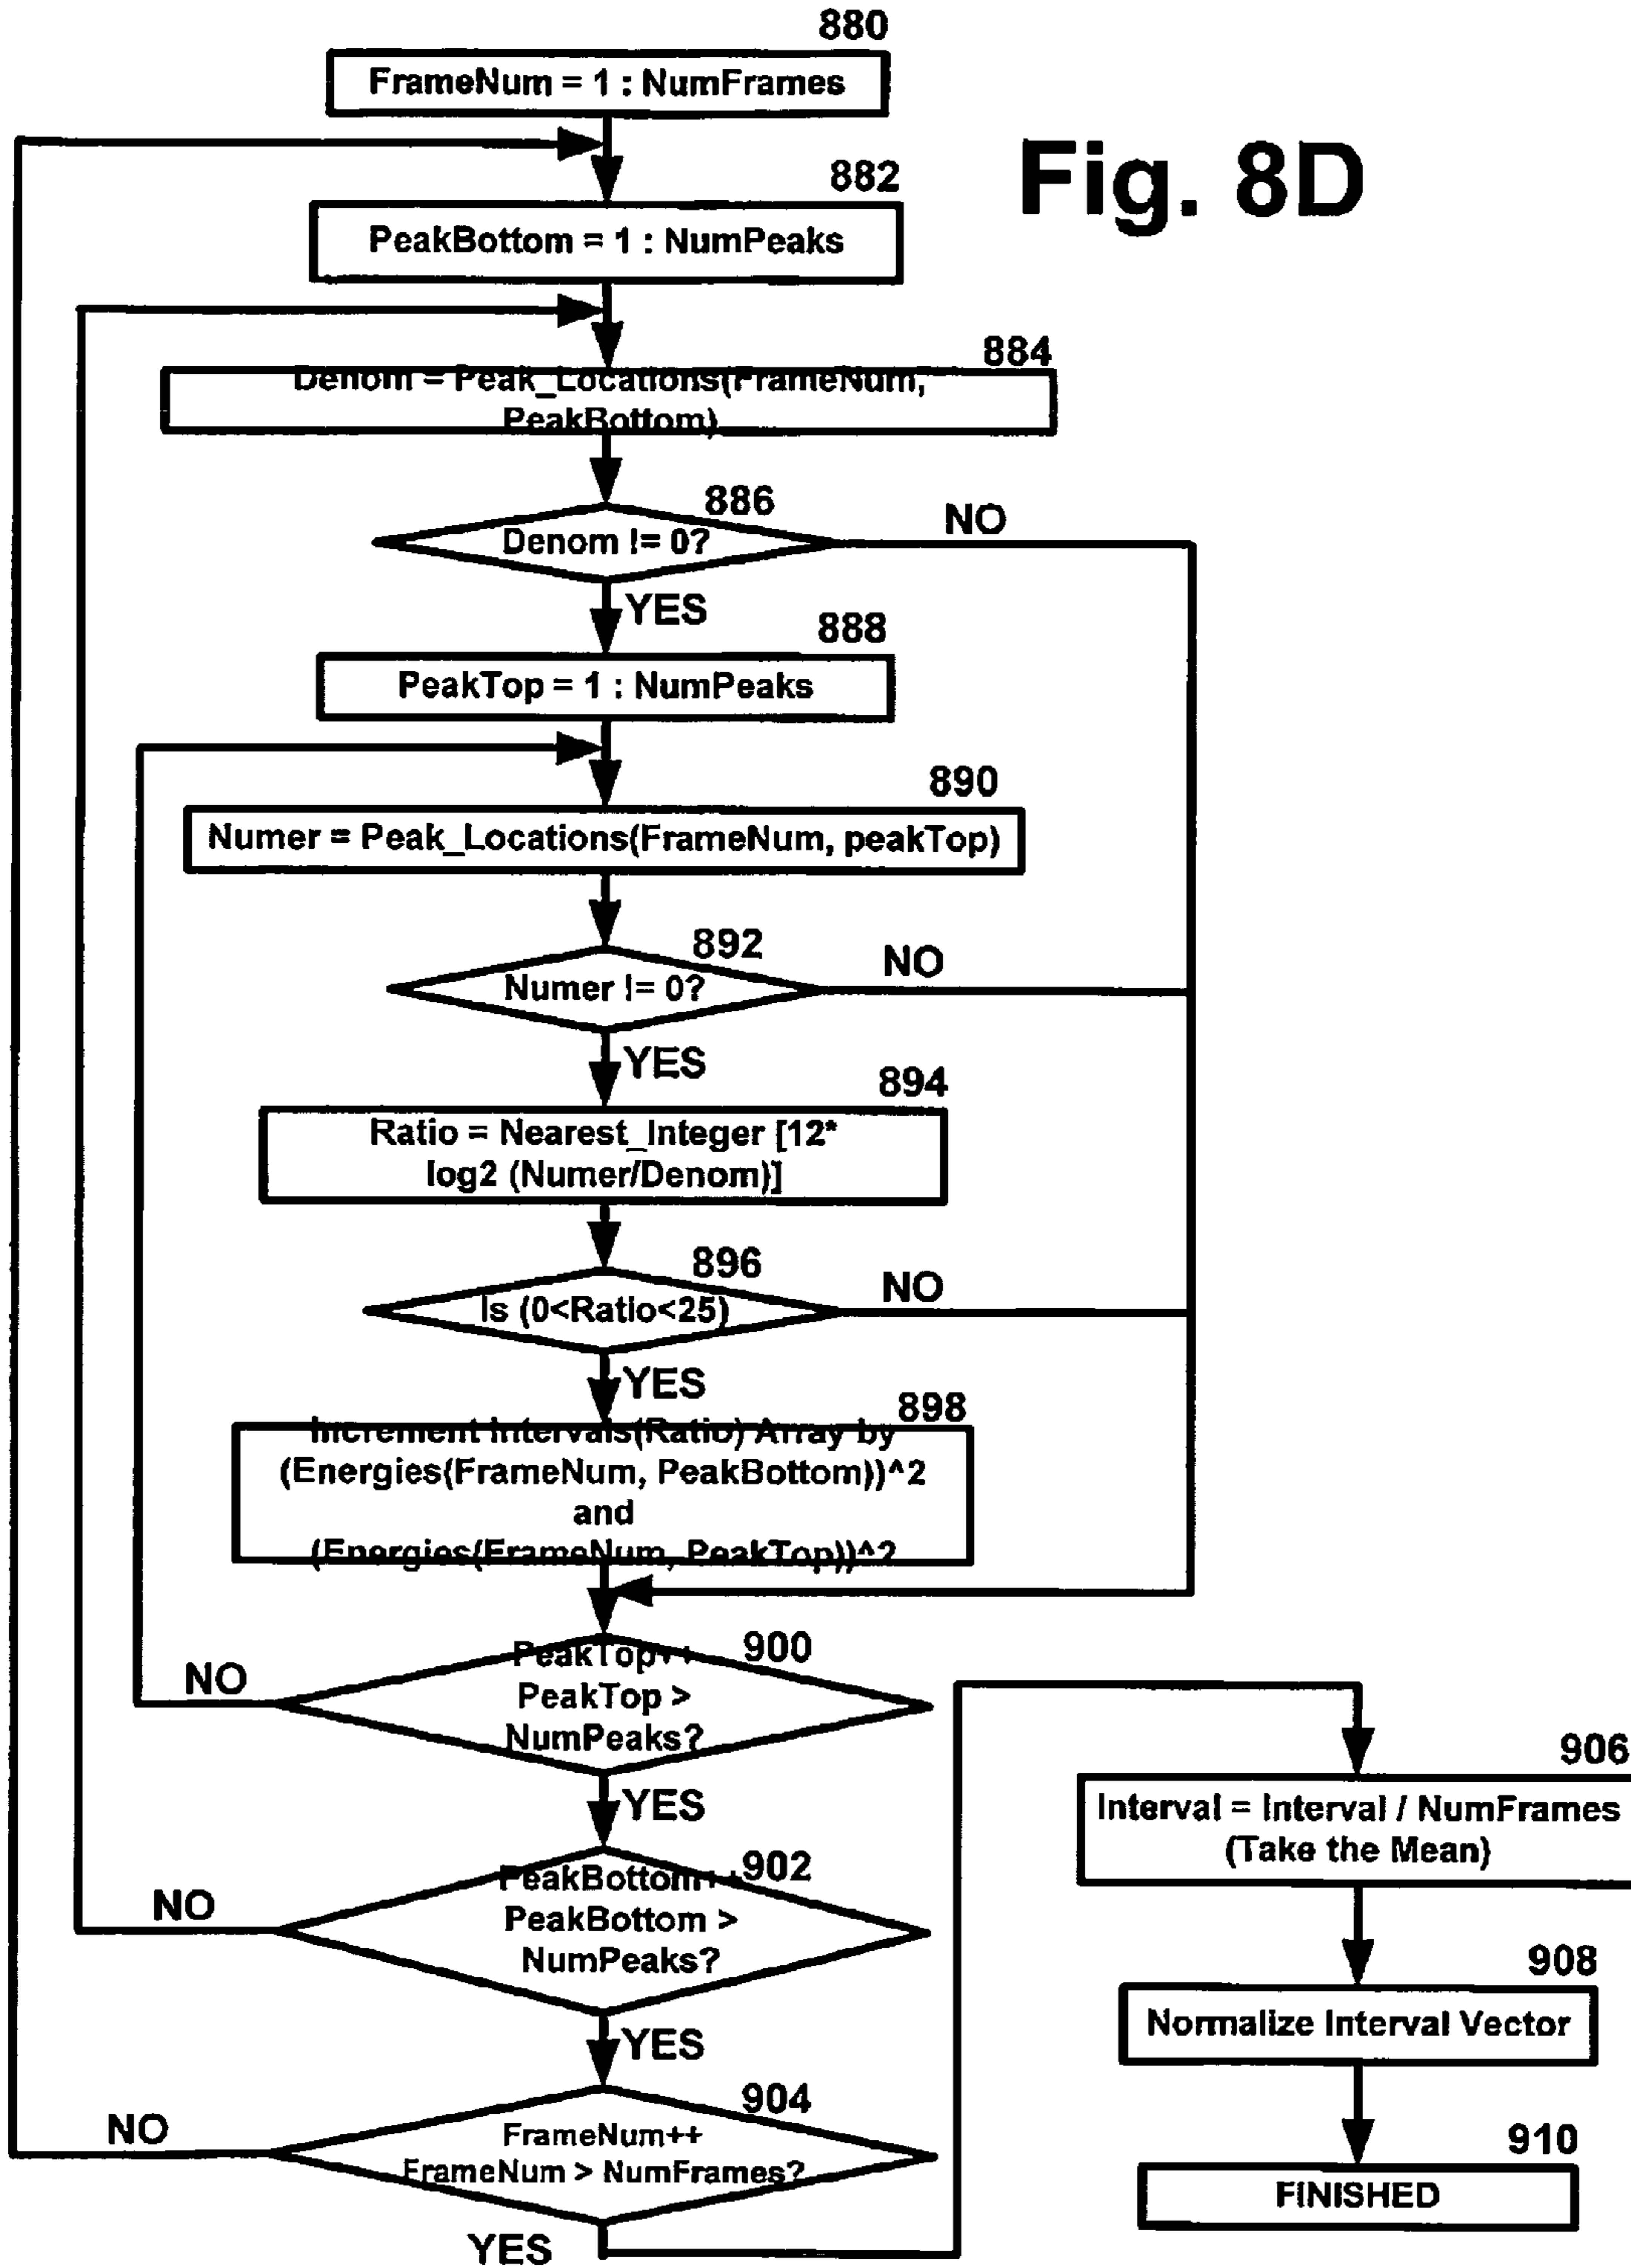 880
FrameNum = 1 : NumFrames
Fig. 8D
882
PeakBottom = 1 : NumPeaks
884
Denom = Peak_Locations(FrameNum,
PeakBottom)
886
Denom != 0?
NO
YES
888
PeakTop = 1 : NumPeaks
890
Numer = Peak_Locations(FrameNum, peakTop)
892
Numer != 0?
NO
YES
894
Ratio = Nearest_Integer [12*
log2 (Numer/Denom)]
896
Is (0<Ratio<25)
NO
YES
898
Increment Intervals(Ratio) Array by
(Energies(FrameNum, PeakBottom))^2
and
(Energies(FrameNum, PeakTop))^2
900
PeakTop++
PeakTop >
NumPeaks?
NO
YES
902
PeakBottom++
PeakBottom >
NumPeaks?
NO
YES
904
FrameNum++
FrameNum > NumFrames?
NO
YES
906
Interval = Interval / NumFrames
(Take the Mean)
908
Normalize Interval Vector
910
FINISHED